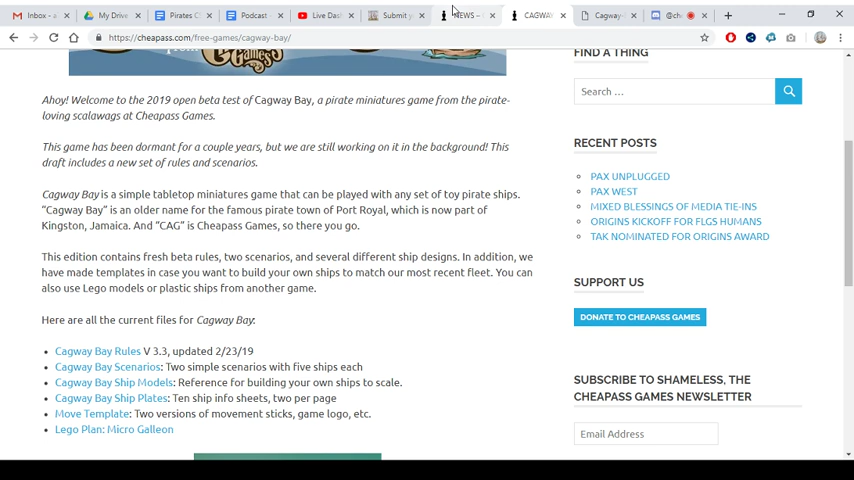 Inbox - a
My Drive
Pirates C
Podcast
Live Das
Submit y
NEWS –
CAGWAY
Cagway-
@che
https://cheapass.com/free-games/cagway-bay/
from
Games
Ahoy! Welcome to the 2019 open beta test of Cagway Bay, a pirate miniatures game from the pirate-
loving scalawags at Cheapass Games.
This game has been dormant for a couple years, but we are still working on it in the background! This
draft includes a new set of rules and scenarios.
Cagway Bay is a simple tabletop miniatures game that can be played with any set of toy pirate ships.
“Cagway Bay” is an older name for the famous pirate town of Port Royal, which is now part of
Kingston, Jamaica. And “CAG” is Cheapass Games, so there you go.
This edition contains fresh beta rules, two scenarios, and several different ship designs. In addition, we
have made templates in case you want to build your own ships to match our most recent fleet. You can
also use Lego models or plastic ships from another game.
Here are all the current files for Cagway Bay:
• Cagway Bay Rules V 3.3, updated 2/23/19
• Cagway Bay Scenarios: Two simple scenarios with five ships each
• Cagway Bay Ship Models: Reference for building your own ships to scale.
• Cagway Bay Ship Plates: Ten ship info sheets, two per page
• Move Template: Two versions of movement sticks, game logo, etc.
• Lego Plan: Micro Galleon
FIND A THING
Search …
RECENT POSTS
PAX UNPLUGGED
PAX WEST
MIXED BLESSINGS OF MEDIA TIE-INS
ORIGINS KICKOFF FOR FLGS HUMANS
TAK NOMINATED FOR ORIGINS AWARD
SUPPORT US
DONATE TO CHEAPASS GAMES
SUBSCRIBE TO SHAMELESS, THE
CHEAPASS GAMES NEWSLETTER
Email Address